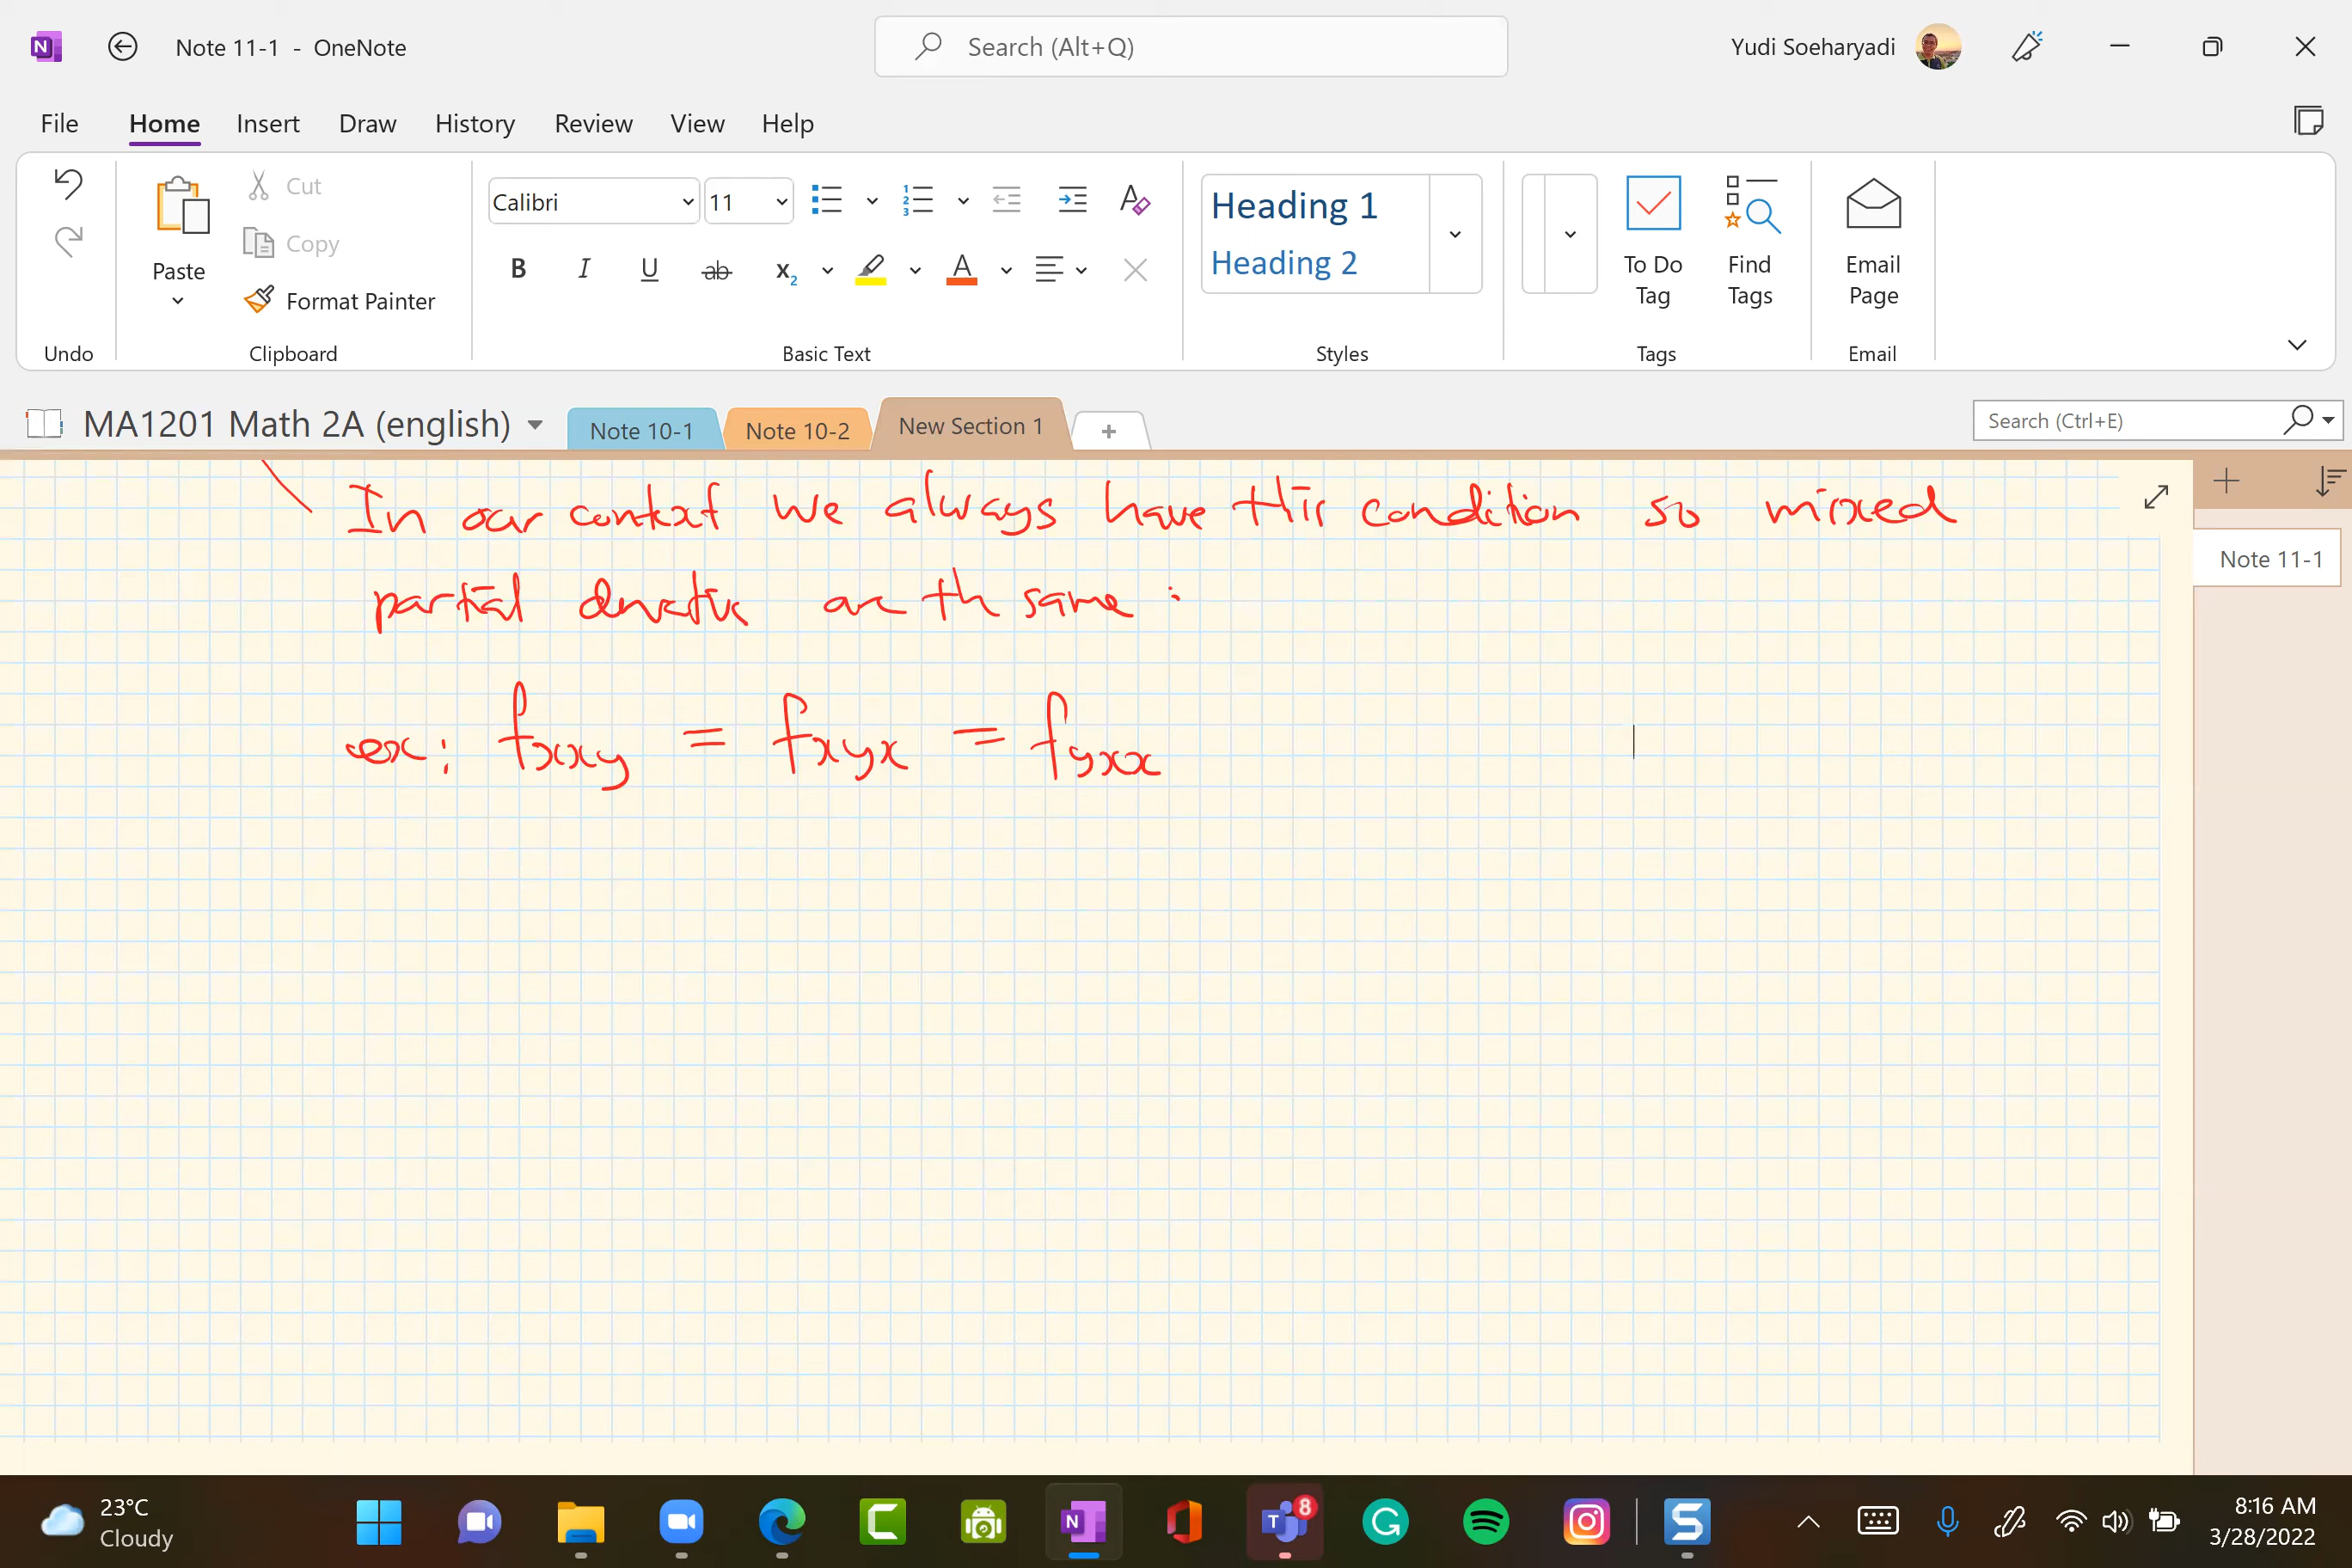 Note 11-1 - OneNote
Search (Alt+Q)
Yudi Soeharyadi
File Home Insert Draw History Review View Help
Undo
Paste
Cut
Copy
Format Painter
Clipboard
Calibri 11
B I U ab x₂ A
Basic Text
Heading 1
Heading 2
Styles
To Do Tag
Find Tags
Tags
Email Page
Email
MA1201 Math 2A (english)
Note 10-1
Note 10-2
New Section 1
Search (Ctrl+E)
Note 11-1
In our context we always have this condition so mixed
partial are th same :
ex: fxxy = fxyx = fyxx
23°C
Cloudy
8
8:16 AM
3/28/2022